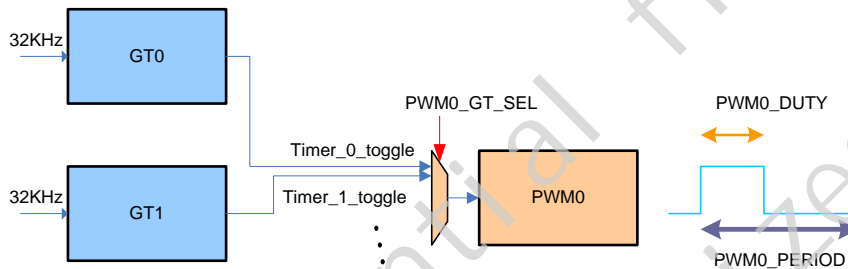 32KHz
GT0
PWM0_GT_SEL
PWM0_DUTY
Timer_0_toggle
32KHz
GT1
Timer_1_toggle
PWM0
PWM0_PERIOD